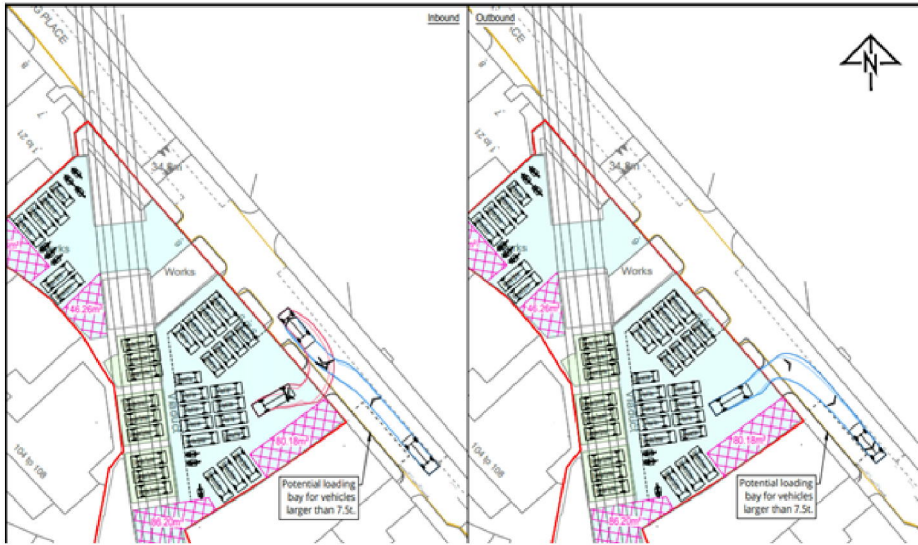 Inbound
Outbound
G PLACE
N
1 to 21
34.8m
Works
46.26m²
80.18m²
104 to 108
86.20m²
Potential loading
bay for vehicles
larger than 7.5t.
1 to 21
34.8m
Works
46.26m²
80.18m²
104 to 108
86.20m²
Potential loading
bay for vehicles
larger than 7.5t.